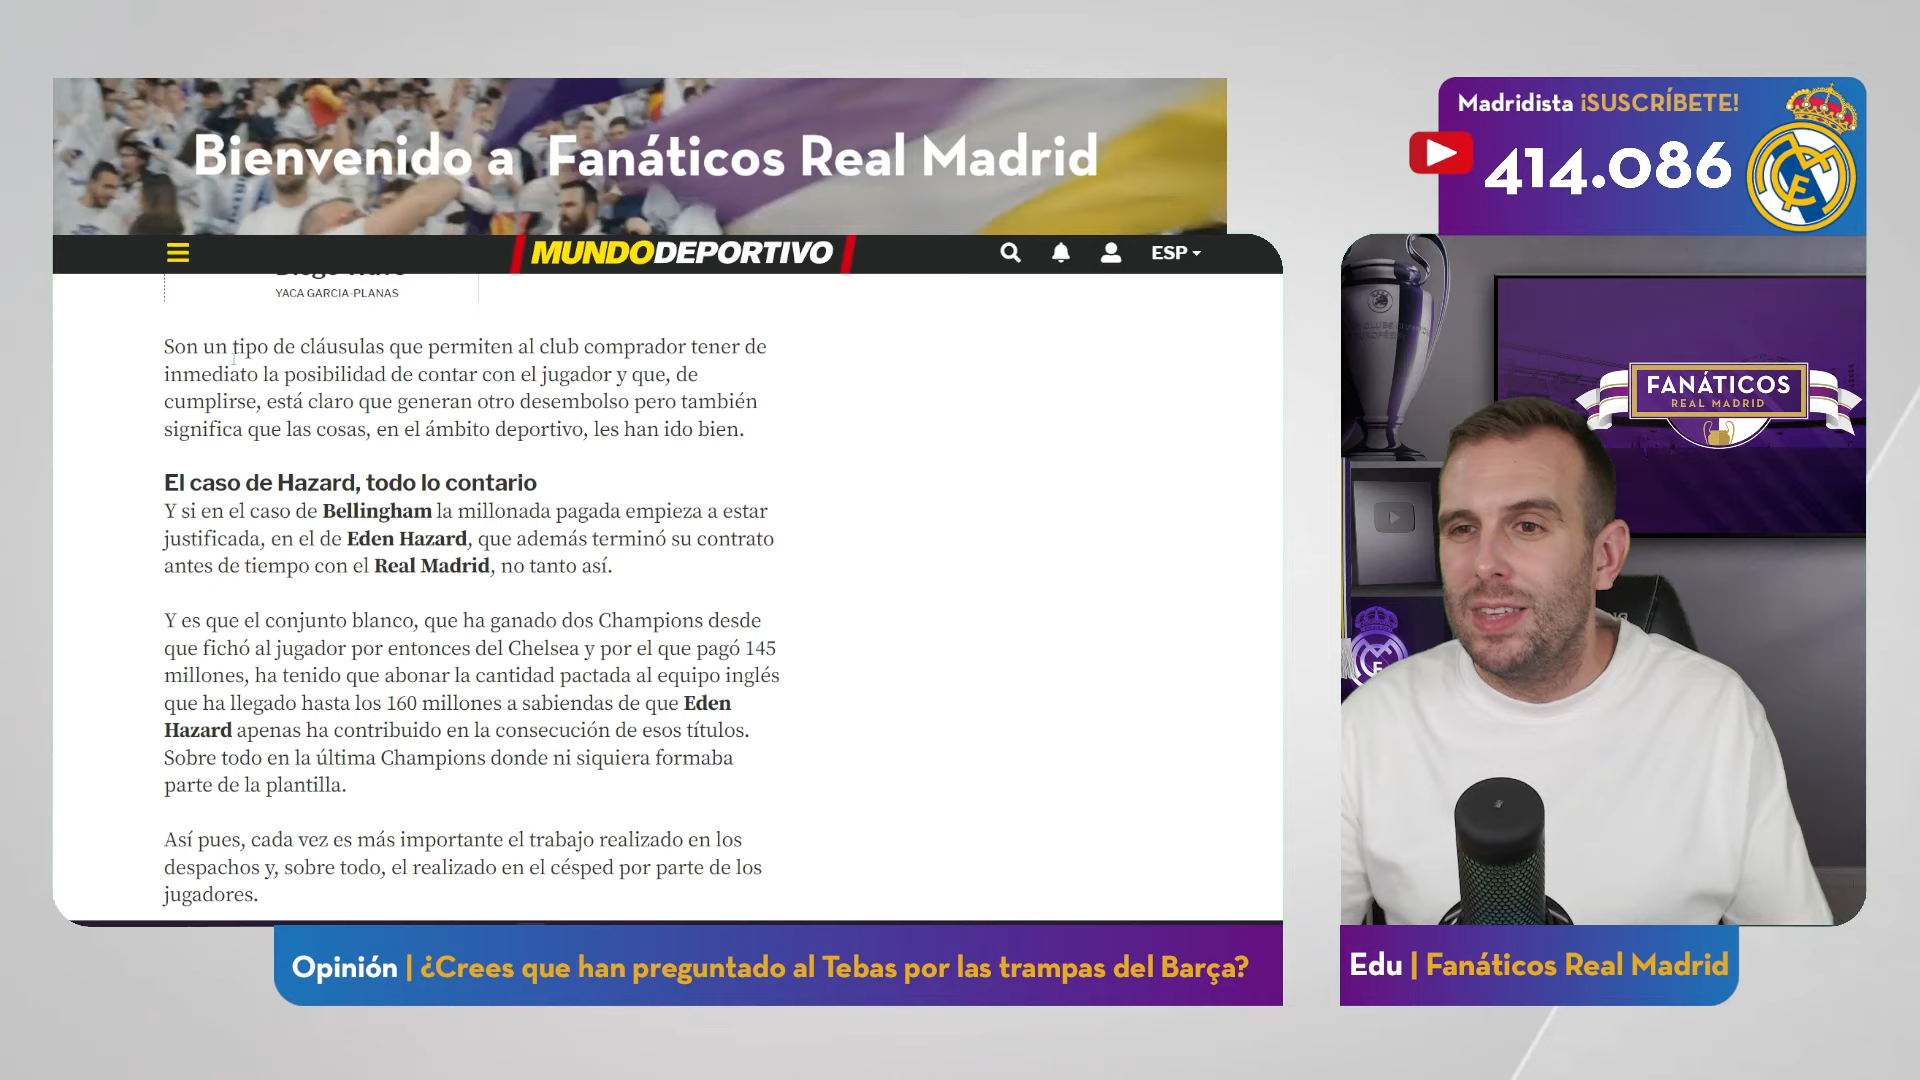 Bienvenido a Fanáticos Real Madrid
Madridista ¡SUSCRÍBETE!
414.086
MUNDODEPORTIVO
ESP
YACA GARCIA-PLANAS
Son un tipo de cláusulas que permiten al club comprador tener de
inmediato la posibilidad de contar con el jugador y que, de
cumplirse, está claro que generan otro desembolso pero también
significa que las cosas, en el ámbito deportivo, les han ido bien.
El caso de Hazard, todo lo contario
Y si en el caso de Bellingham la millonada pagada empieza a estar
justificada, en el de Eden Hazard, que además terminó su contrato
antes de tiempo con el Real Madrid, no tanto así.
Y es que el conjunto blanco, que ha ganado dos Champions desde
que fichó al jugador por entonces del Chelsea y por el que pagó 145
millones, ha tenido que abonar la cantidad pactada al equipo inglés
que ha llegado hasta los 160 millones a sabiendas de que Eden
Hazard apenas ha contribuido en la consecución de esos títulos.
Sobre todo en la última Champions donde ni siquiera formaba
parte de la plantilla.
Así pues, cada vez es más importante el trabajo realizado en los
despachos y, sobre todo, el realizado en el césped por parte de los
jugadores.
FANÁTICOS
REAL MADRID
Opinión | ¿Crees que han preguntado al Tebas por las trampas del Barça?
Edu | Fanáticos Real Madrid